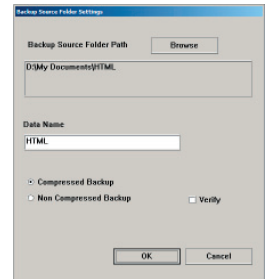 Backup Source Folder Settings
Backup Source Folder Path Browse
D:\My Documents\HTML
Data Name
HTML
Compressed Backup
Non Compressed Backup Verify
OK Cancel